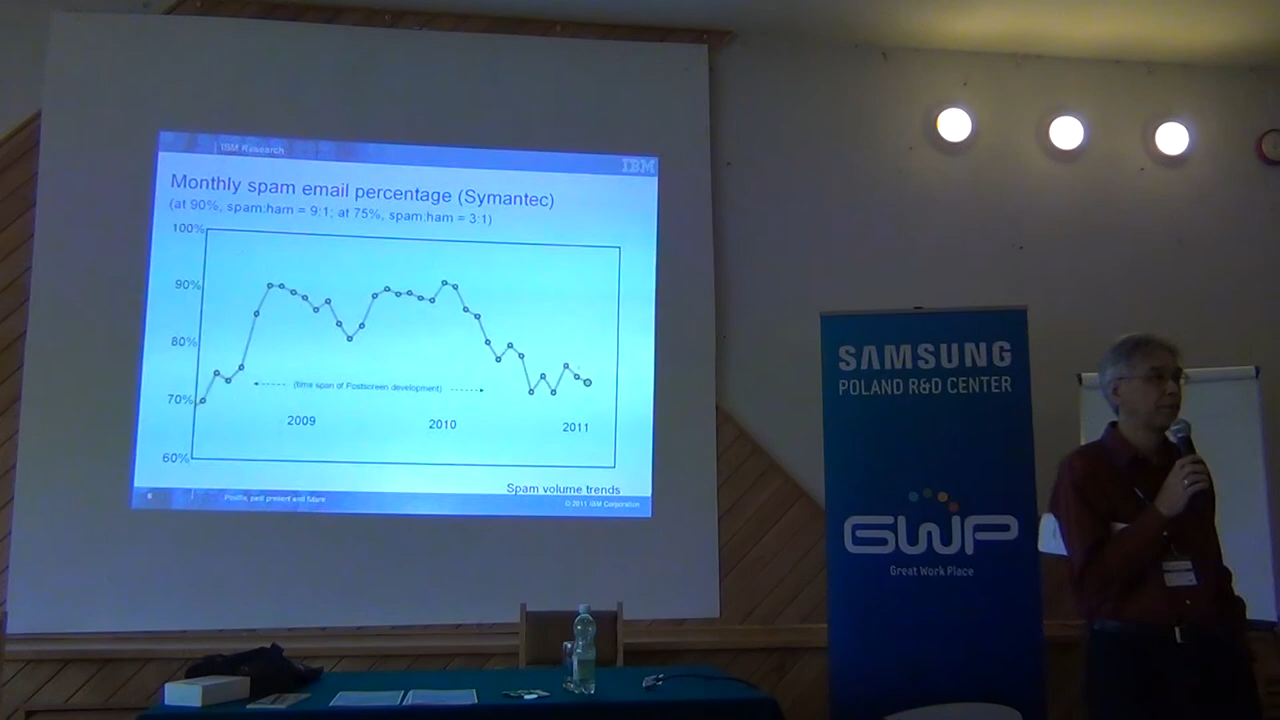 IBM Research
IBM
Monthly spam email percentage (Symantec)
(at 90%, spam:ham = 9:1; at 75%, spam:ham = 3:1)
100%
90%
80%
70%
60%
(time span of Postscreen development)
2009
2010
2011
Spam volume trends
6
Postfix, past present and future
© 2011 IBM Corporation
SAMSUNG
POLAND R&D CENTER
GWP
Great Work Place